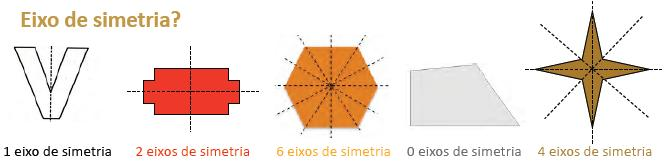 Eixo de simetria?
1 eixo de simetria
2 eixos de simetria
6 eixos de simetria
0 eixos de simetria
4 eixos de simetria